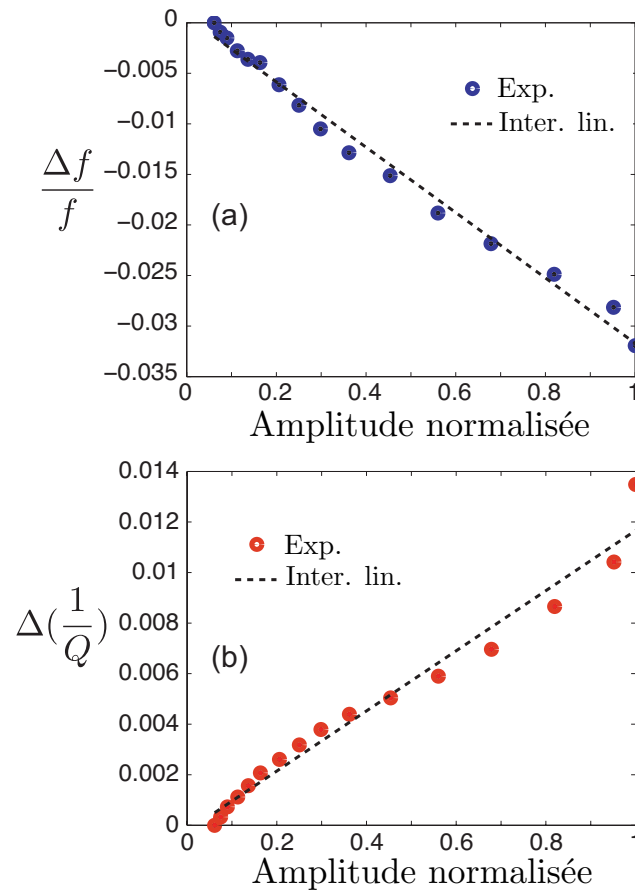 0
−0.005
−0.01
−0.015
−0.02
−0.025
−0.03
−0.035
Δf
f
Exp.
Inter. lin.
(a)
0 0.2 0.4 0.6 0.8 1
Amplitude normalisée
0.014
0.012
0.01
0.008
0.006
0.004
0.002
0
Δ(1/Q)
Exp.
Inter. lin.
(b)
0 0.2 0.4 0.6 0.8 1
Amplitude normalisée